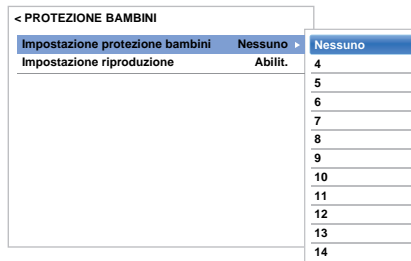 < PROTEZIONE BAMBINI
Impostazione protezione bambini Nessuno ▸
Impostazione riproduzione Abilit.
Nessuno
4
5
6
7
8
9
10
11
12
13
14